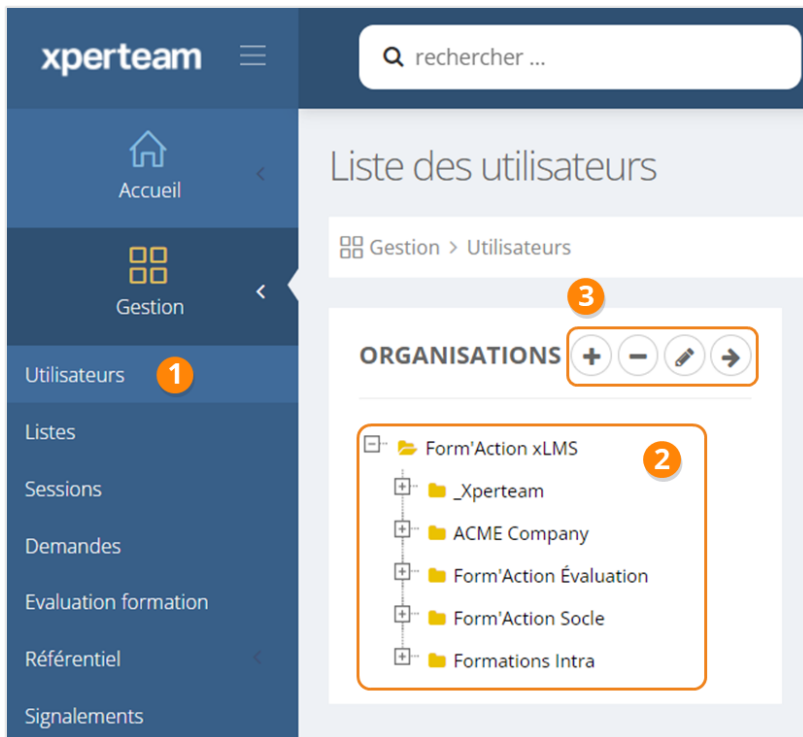 xperteam
rechercher ...
Accueil
Gestion
Utilisateurs
1
Listes
Sessions
Demandes
Evaluation formation
Référentiel
Signalements
Liste des utilisateurs
Gestion > Utilisateurs
3
ORGANISATIONS
Form'Action xLMS
2
_Xperteam
ACME Company
Form'Action Évaluation
Form'Action Socle
Formations Intra